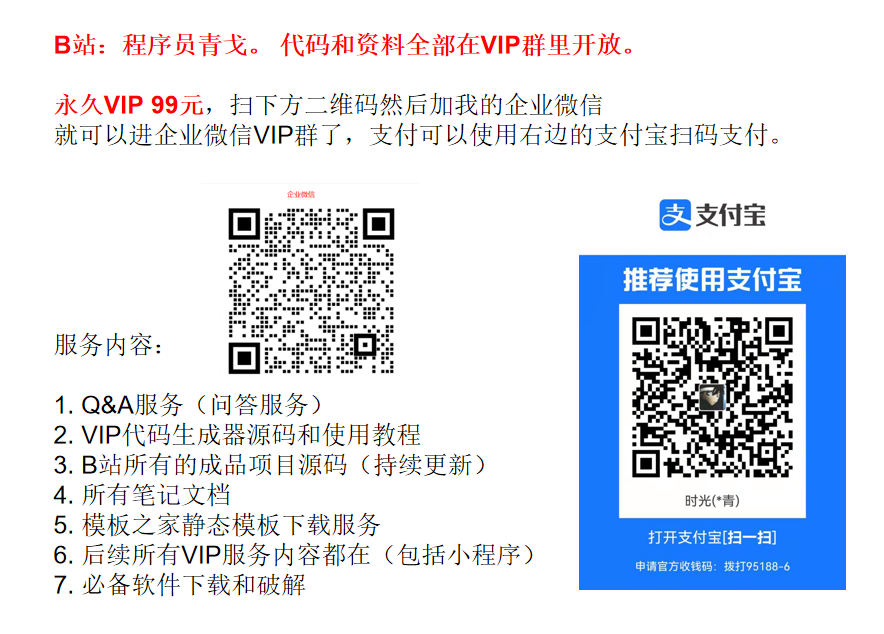 B站：程序员青戈。 代码和资料全部在VIP群里开放。
永久VIP 99元，扫下方二维码然后加我的企业微信
就可以进企业微信VIP群了，支付可以使用右边的支付宝扫码支付。
企业微信
支 支付宝
推荐使用支付宝
时光(*青)
打开支付宝[扫一扫]
申请官方收钱码：拨打95188-6
服务内容：
1. Q&A服务（问答服务）
2. VIP代码生成器源码和使用教程
3. B站所有的成品项目源码（持续更新）
4. 所有笔记文档
5. 模板之家静态模板下载服务
6. 后续所有VIP服务内容都在（包括小程序）
7. 必备软件下载和破解